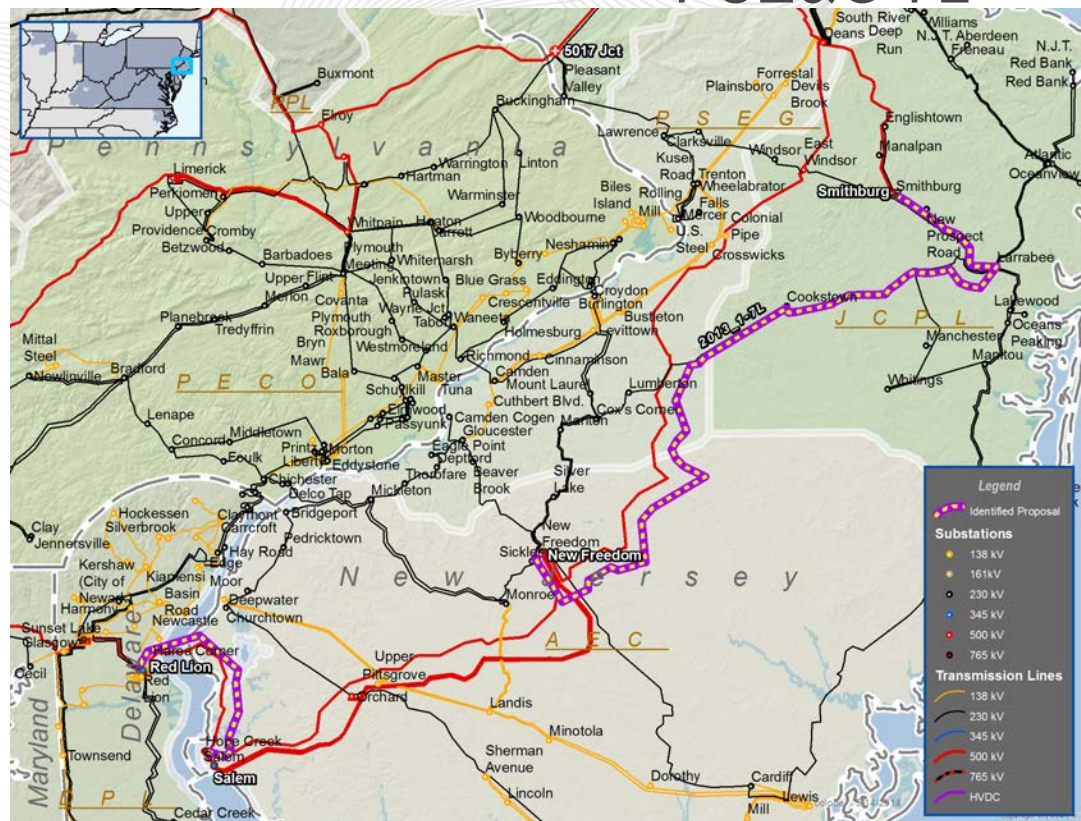 South River
Deans Deep
Run
Williams
N.J.T. Aberdeen
Freneau
N.J.T.
Red Bank
Red Bank
5017 Jct
Pleasant
Valley
Buxmont
PPL
Elroy
Buckingham
Plainsboro
Forrestal
Devils
Brook
P S E G
Lawrence
Clarksville
Englishtown
Manalpan
Windsor
East
Windsor
Atlantic
Oceanview
Pennsylvania
Limerick
Perkiomen
Upper
Providence
Cromby
Betzwood
Warrington
Hartman
Linton
Warminster
Kuser
Road
Trenton
Wheelabrator
Falls
Biles
Island
Rolling
Mill
Mercer
U.S.
Steel
Smithburg
Smithburg
Whitpain
Heaton
Jarrett
Woodbourne
Neshaminy
Byberry
Colonial
Pipe
Crosswicks
New
Prospect
Road
Larrabee
Barbadoes
Plymouth
Meeting
Whitemarsh
Upper
Flint
Merion
Jenkintown
Blue Grass
Eddington
Croydon
Burlington
Cookstown
Lakewood
Oceans
Peaking
J C P L
Pulaski
Crescentville
Covanta
Plymouth
Wayne Jct
Tabor
Waneeta
Bustleton
Levittown
2013_1-7L
Planebrook
Tredyffrin
Roxborough
Holmesburg
Manchester
Manitou
Mittal
Steel
Newlinville
Bradford
Bryn
Mawr
Bala
Westmoreland
Richmond
Cinnaminson
Camden
Whitings
P E C O
Schuylkill
Master
Tuna
Mount Laurel
Lumberton
Cuthbert Blvd.
Lenape
Elmwood
Passyunk
Camden Cogen
Gloucester
Marlton
Cox's Corner
Concord
Middletown
Foulk
Printz
Morton
Liberty
Eddystone
Eagle Point
Deptford
Thorofare
Beaver
Brook
Silver
Lake
Chichester
Delco Tap
Mickleton
Clay
Jennersville
Hockessen
Silverbrook
Claymont
Carrcroft
Bridgeport
Pedricktown
New
Freedom
Sickler
New Freedom
Hay Road
Edge
Moor
Kershaw
(City of
Newark)
Kiamensi
Basin
Road
Newcastle
Harmony
Deepwater
Churchtown
Monroe
New Jersey
A E C
Sunset Lake
Glasgow
Cecil
Hares Corner
Red Lion
Red
Lion
Upper
Pittsgrove
Orchard
Landis
Minotola
Delaware
Maryland
Townsend
Hope Creek
Salem
Salem
Sherman
Avenue
Lincoln
Dorothy
Cardiff
Lewis
Mill
D P L
Cedar Creek
Legend
Identified Proposal
Substations
138 kV
161kV
230 kV
345 kV
500 kV
765 kV
Transmission Lines
138 kV
230 kV
345 kV
500 kV
765 kV
HVDC